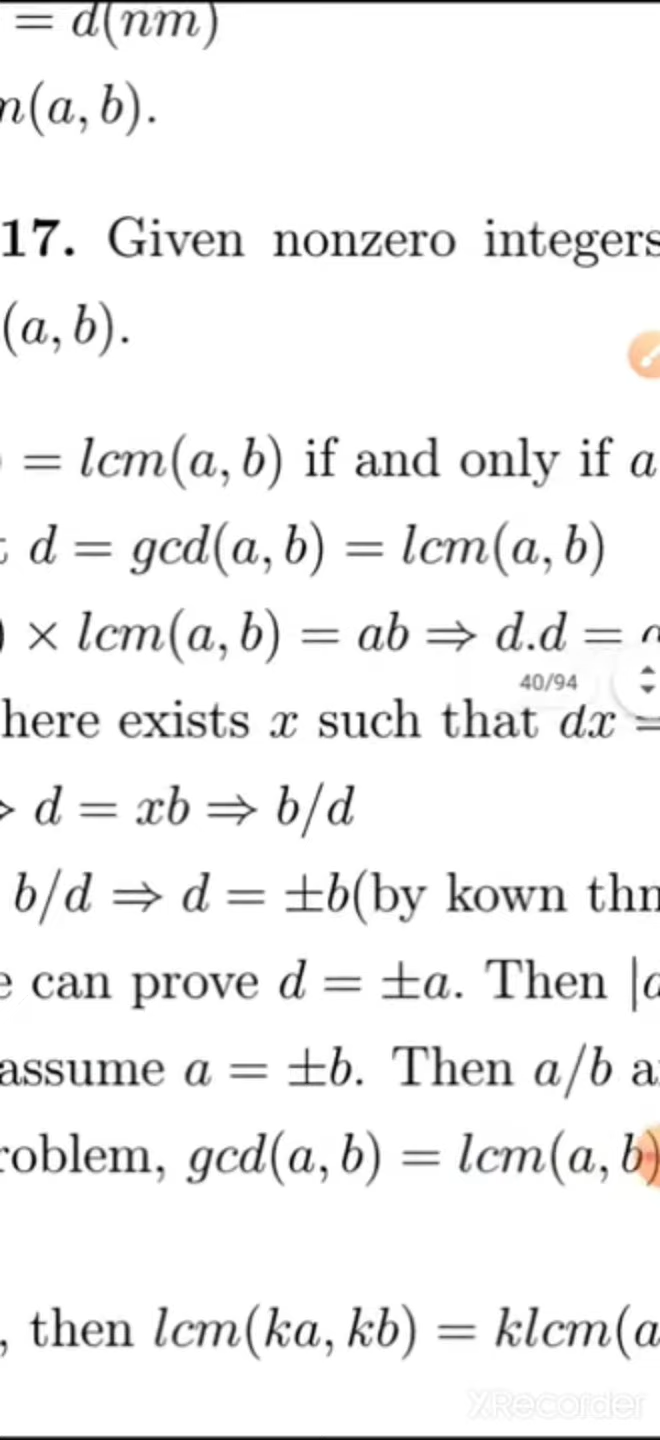 = d(nm)
n(a, b).
17. Given nonzero integers
(a, b).
= lcm(a, b) if and only if a
d = gcd(a, b) = lcm(a, b)
) × lcm(a, b) = ab ⇒ d.d =
40/94
here exists x such that dx =
d = xb ⇒ b/d
b/d ⇒ d = ±b(by kown thm
e can prove d = ±a. Then |a
assume a = ±b. Then a/b a
roblem, gcd(a, b) = lcm(a, b)
, then lcm(ka, kb) = klcm(a
XRecorder